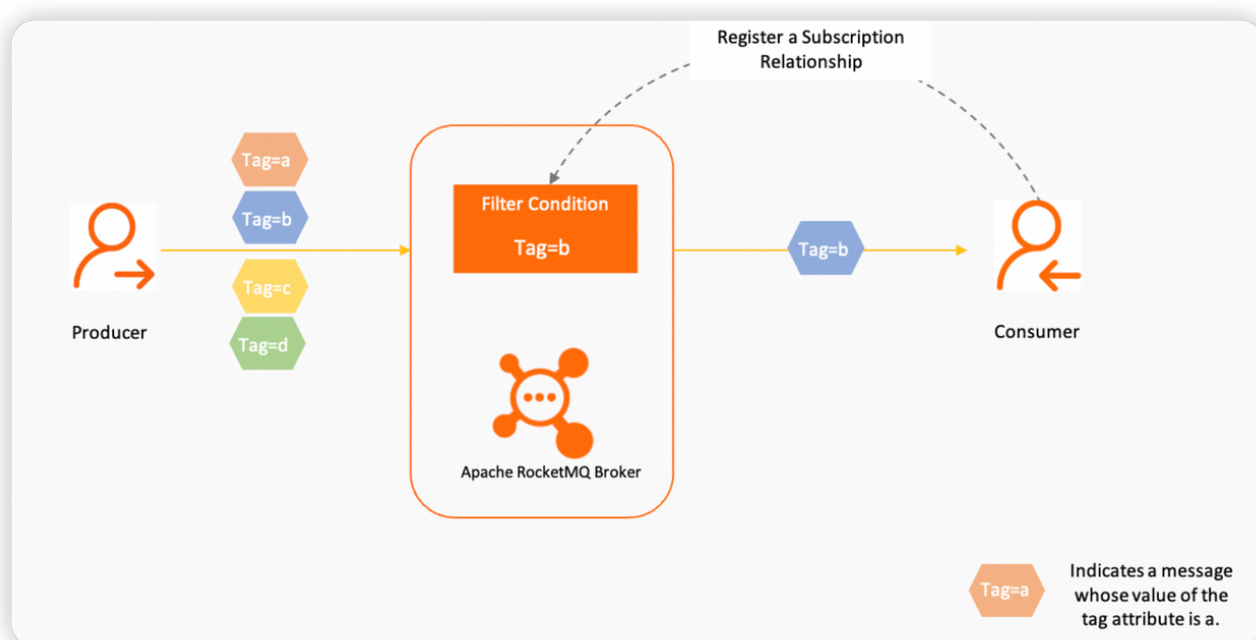 Register a Subscription
Relationship
Tag=a
Tag=b
Tag=c
Tag=d
Filter Condition
Tag=b
Tag=b
Producer
Consumer
Apache RocketMQ Broker
Tag=a
Indicates a message
whose value of the
tag attribute is a.